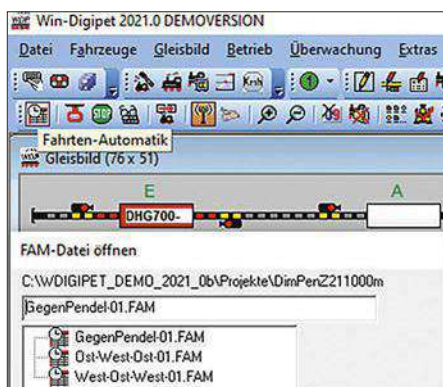 Win-Digipet 2021.0 DEMOVERSION
Datei Fahrzeuge Gleisbild Betrieb Überwachung Extras
STOP
Fahrten-Automatik
Gleisbild (76 x 51)
E A
DHG700-
FAM-Datei öffnen
C:\WDIGIPET_DEMO_2021_0b\Projekte\DimPenZ211000m
GegenPendel-01.FAM
GegenPendel-01.FAM
Ost-West-Ost-01.FAM
West-Ost-West-01.FAM